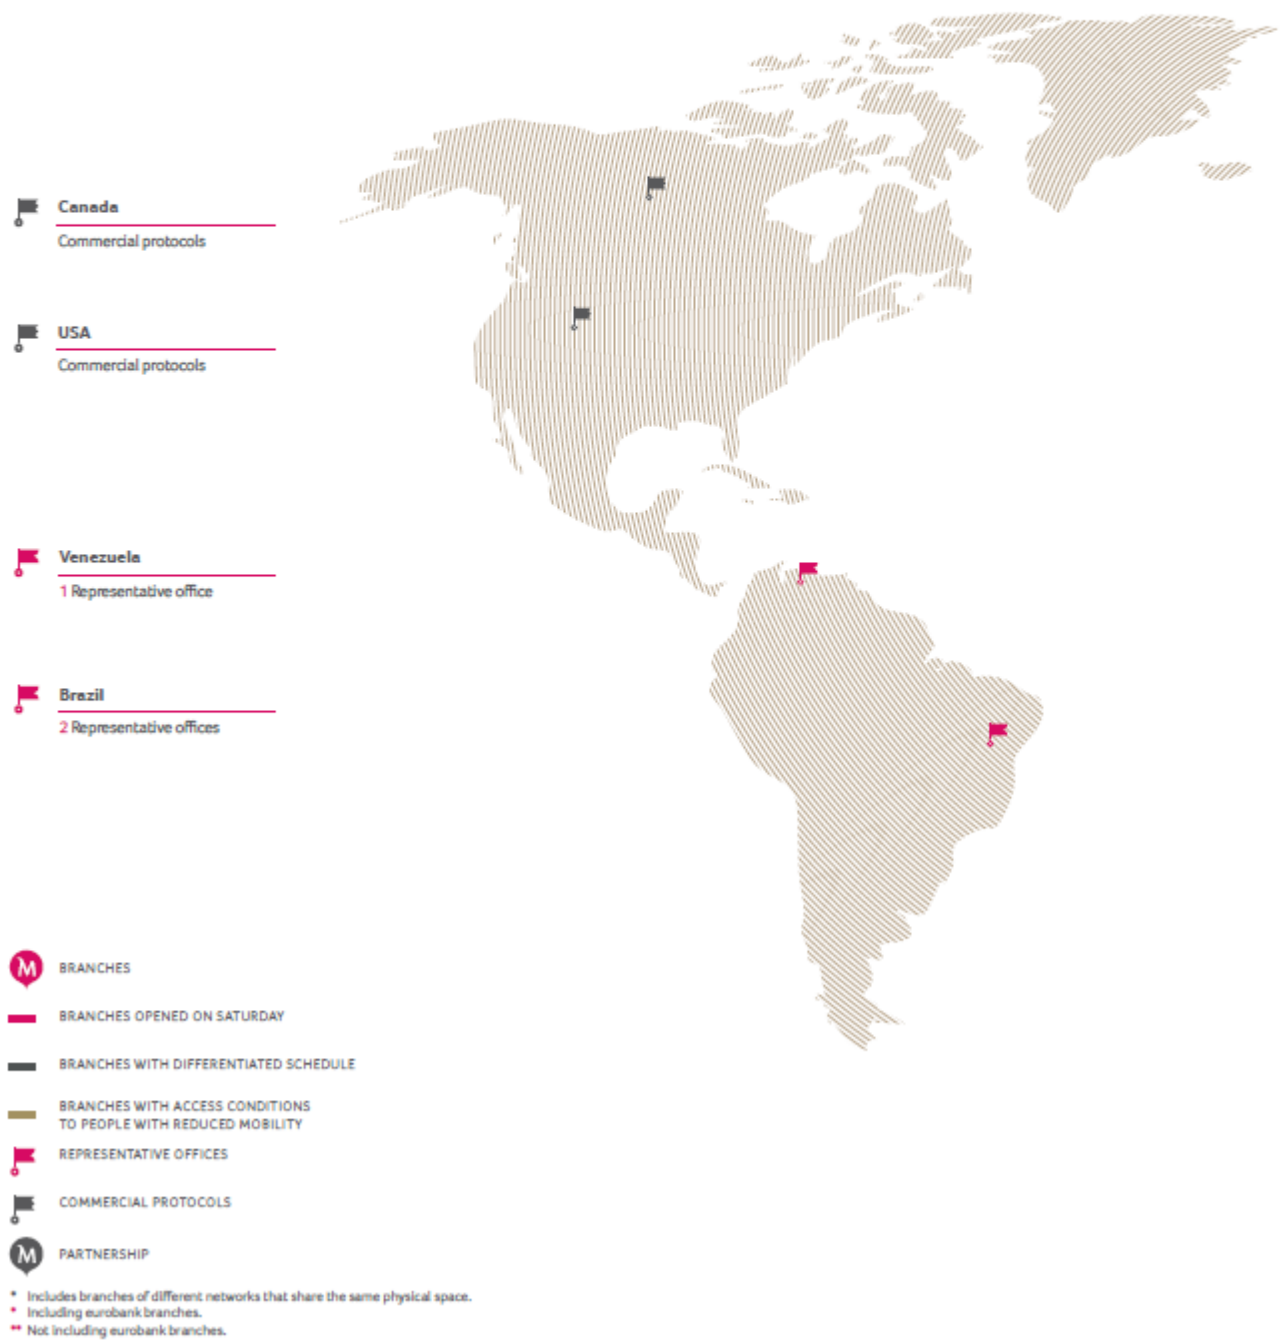 Canada
Commercial protocols
USA
Commercial protocols
Venezuela
1 Representative office
Brazil
2 Representative offices
M BRANCHES
BRANCHES OPENED ON SATURDAY
BRANCHES WITH DIFFERENTIATED SCHEDULE
BRANCHES WITH ACCESS CONDITIONS
TO PEOPLE WITH REDUCED MOBILITY
REPRESENTATIVE OFFICES
COMMERCIAL PROTOCOLS
M PARTNERSHIP
* Includes branches of different networks that share the same physical space.
* Including eurobank branches.
** Not including eurobank branches.